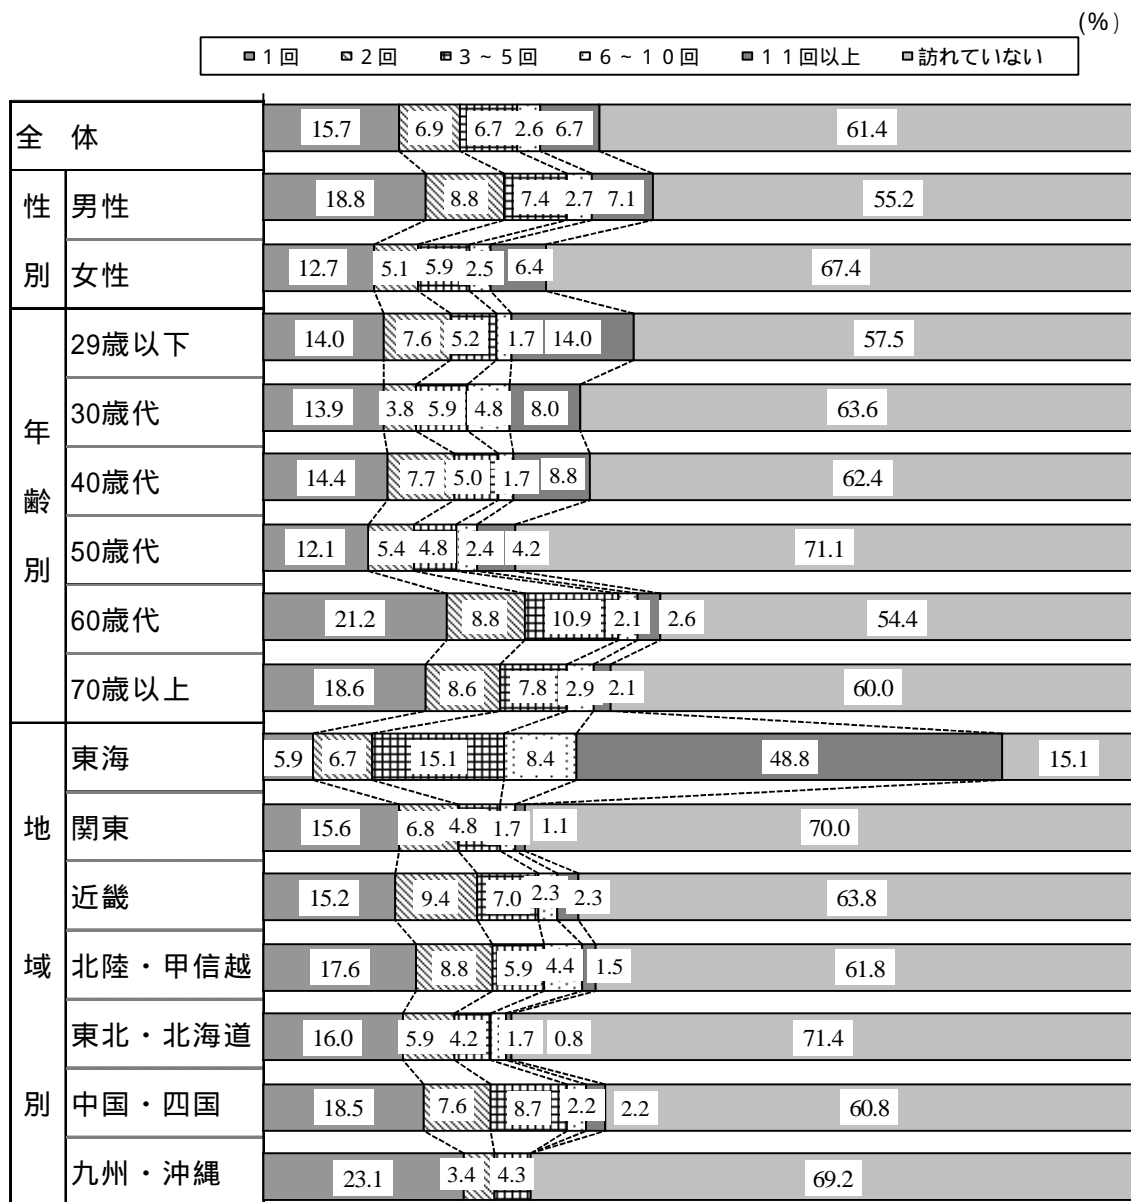 (%)
1回 2回 3~5回 6~10回 11回以上 訪れていない
全 体 15.7 6.9 6.7 2.6 6.7 61.4
性別
男性 18.8 8.8 7.4 2.7 7.1 55.2
女性 12.7 5.1 5.9 2.5 6.4 67.4
年齢別
29歳以下 14.0 7.6 5.2 1.7 14.0 57.5
30歳代 13.9 3.8 5.9 4.8 8.0 63.6
40歳代 14.4 7.7 5.0 1.7 8.8 62.4
50歳代 12.1 5.4 4.8 2.4 4.2 71.1
60歳代 21.2 8.8 10.9 2.1 2.6 54.4
70歳以上 18.6 8.6 7.8 2.9 2.1 60.0
地域別
東海 5.9 6.7 15.1 8.4 48.8 15.1
関東 15.6 6.8 4.8 1.7 1.1 70.0
近畿 15.2 9.4 7.0 2.3 2.3 63.8
北陸・甲信越 17.6 8.8 5.9 4.4 1.5 61.8
東北・北海道 16.0 5.9 4.2 1.7 0.8 71.4
中国・四国 18.5 7.6 8.7 2.2 2.2 60.8
九州・沖縄 23.1 3.4 4.3 69.2